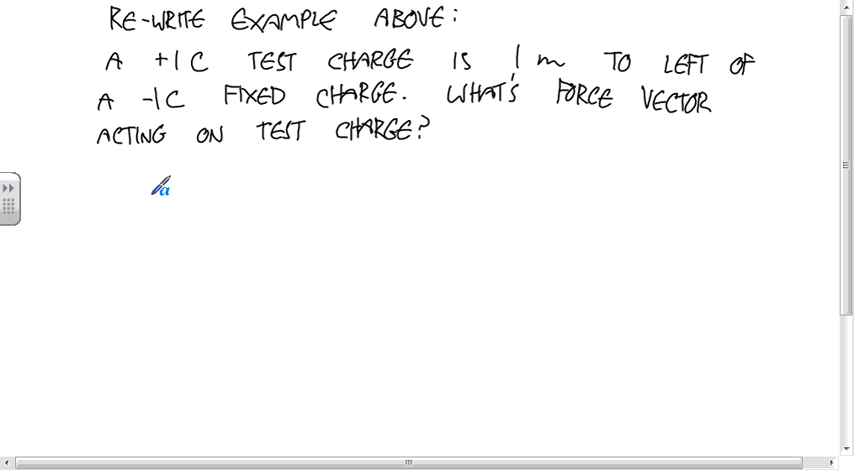 RE-WRITE EXAMPLE ABOVE:
A +1 C TEST CHARGE IS 1 m TO LEFT OF
A -1C FIXED CHARGE. WHAT'S FORCE VECTOR
ACTING ON TEST CHARGE?